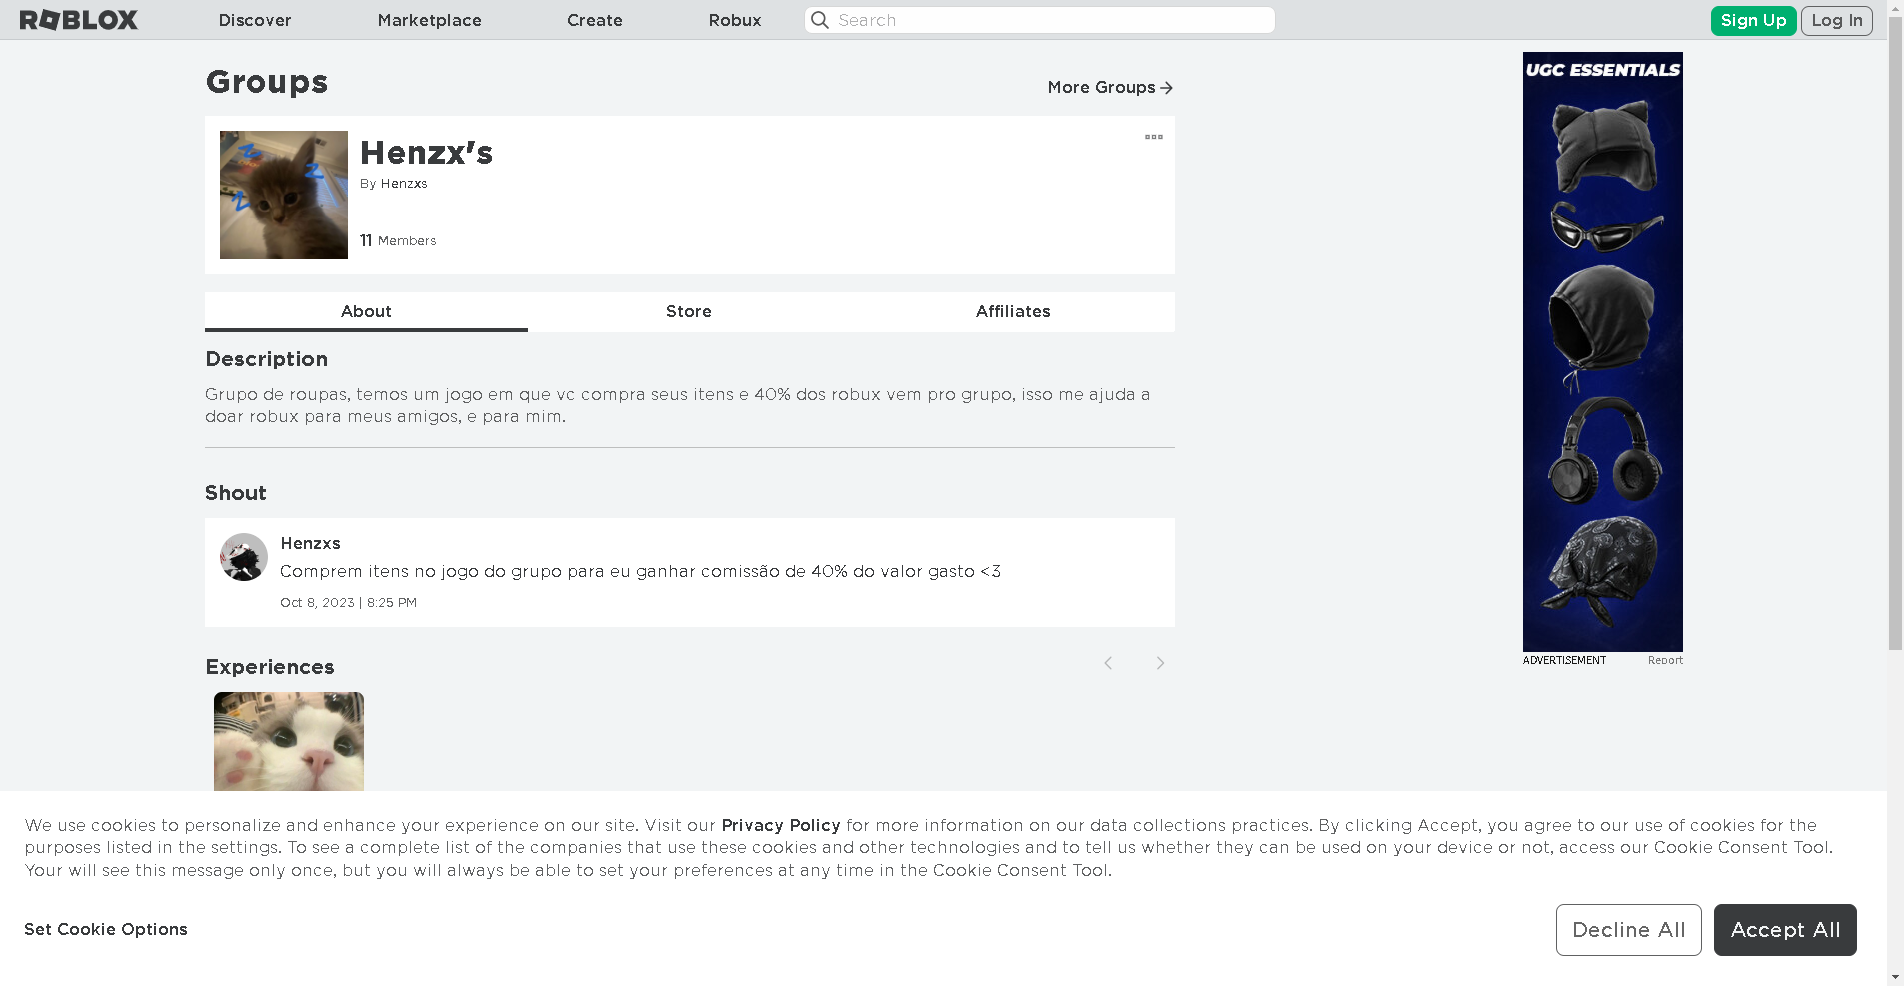 ROBLOX
Discover
Marketplace
Create
Robux
Search
Sign Up
Log In
Groups
More Groups
Henzx's
By Henzxs
11 Members
About
Store
Affiliates
Description
Grupo de roupas, temos um jogo em que vc compra seus itens e 40% dos robux vem pro grupo, isso me ajuda a
doar robux para meus amigos, e para mim.
Shout
Henzxs
Comprem itens no jogo do grupo para eu ganhar comissão de 40% do valor gasto <3
Oct 8, 2023 | 8:25 PM
Experiences
UGC ESSENTIALS
ADVERTISEMENT
Report
We use cookies to personalize and enhance your experience on our site. Visit our Privacy Policy for more information on our data collections practices. By clicking Accept, you agree to our use of cookies for the
purposes listed in the settings. To see a complete list of the companies that use these cookies and other technologies and to tell us whether they can be used on your device or not, access our Cookie Consent Tool.
Your will see this message only once, but you will always be able to set your preferences at any time in the Cookie Consent Tool.
Set Cookie Options
Decline All
Accept All